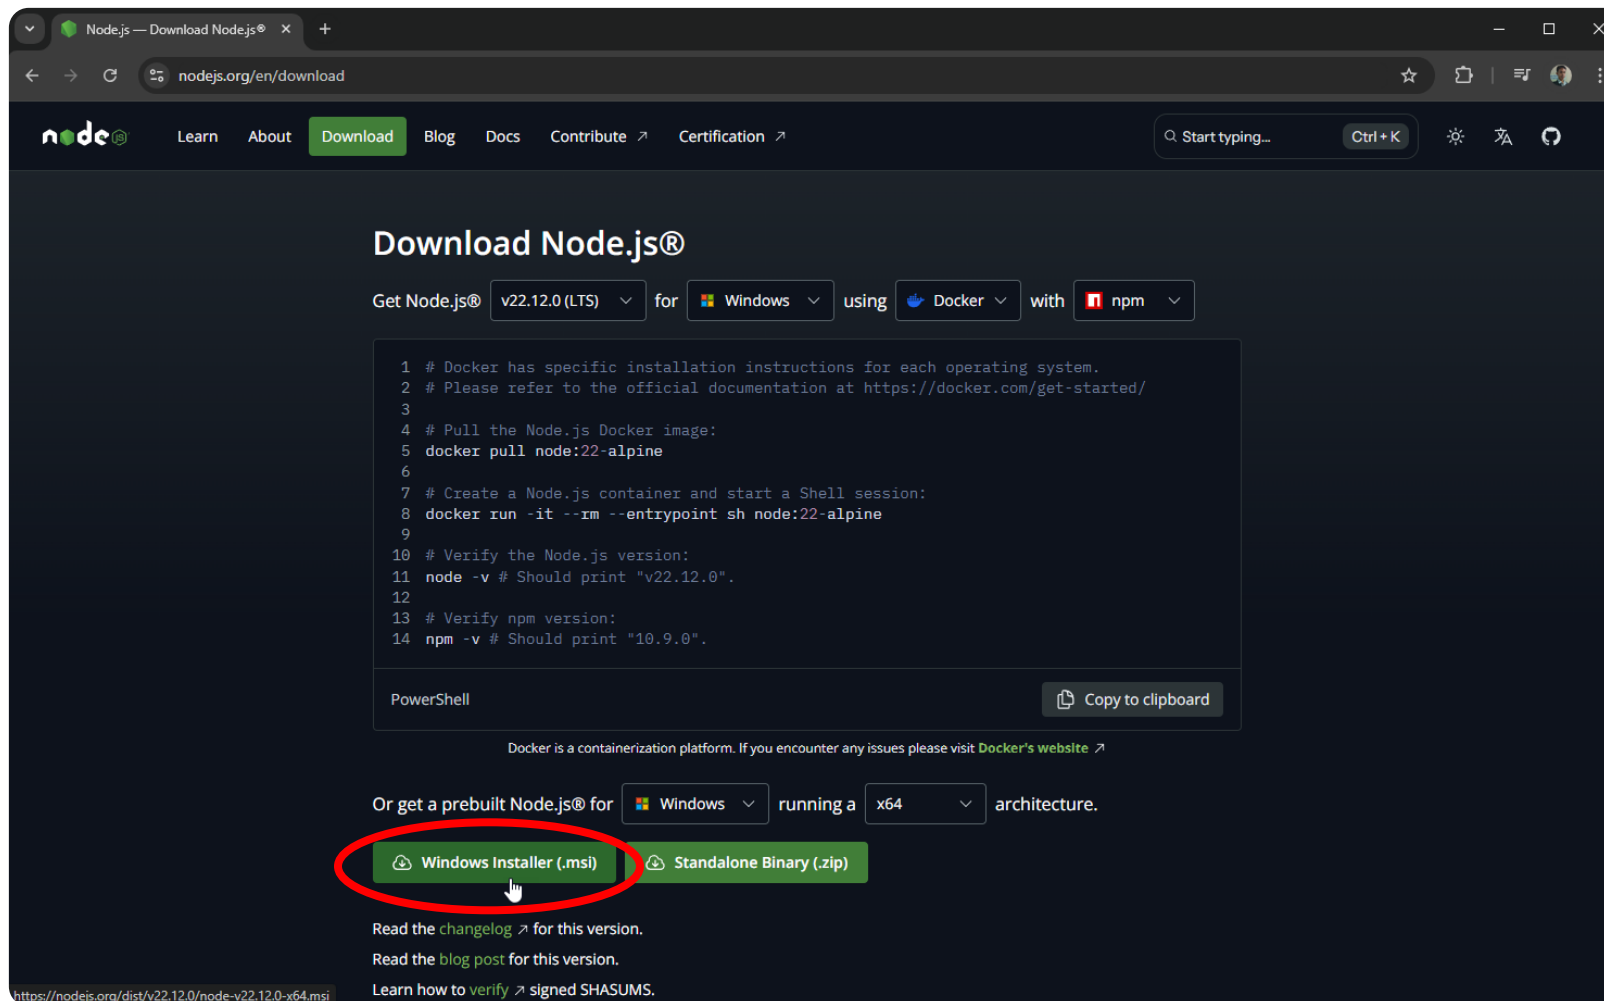 Node.js — Download Node.js®
nodejs.org/en/download
node JS
Learn
About
Download
Blog
Docs
Contribute
Certification
Start typing...
Ctrl + K
Download Node.js®
Get Node.js® v22.12.0 (LTS) for Windows using Docker with npm
1 # Docker has specific installation instructions for each operating system.
2 # Please refer to the official documentation at https://docker.com/get-started/
3
4 # Pull the Node.js Docker image:
5 docker pull node:22-alpine
6
7 # Create a Node.js container and start a Shell session:
8 docker run -it --rm --entrypoint sh node:22-alpine
9
10 # Verify the Node.js version:
11 node -v # Should print "v22.12.0".
12
13 # Verify npm version:
14 npm -v # Should print "10.9.0".
PowerShell
Copy to clipboard
Docker is a containerization platform. If you encounter any issues please visit Docker's website
Or get a prebuilt Node.js® for Windows running a x64 architecture.
Windows Installer (.msi)
Standalone Binary (.zip)
Read the changelog for this version.
Read the blog post for this version.
Learn how to verify signed SHASUMS.
https://nodejs.org/dist/v22.12.0/node-v22.12.0-x64.msi